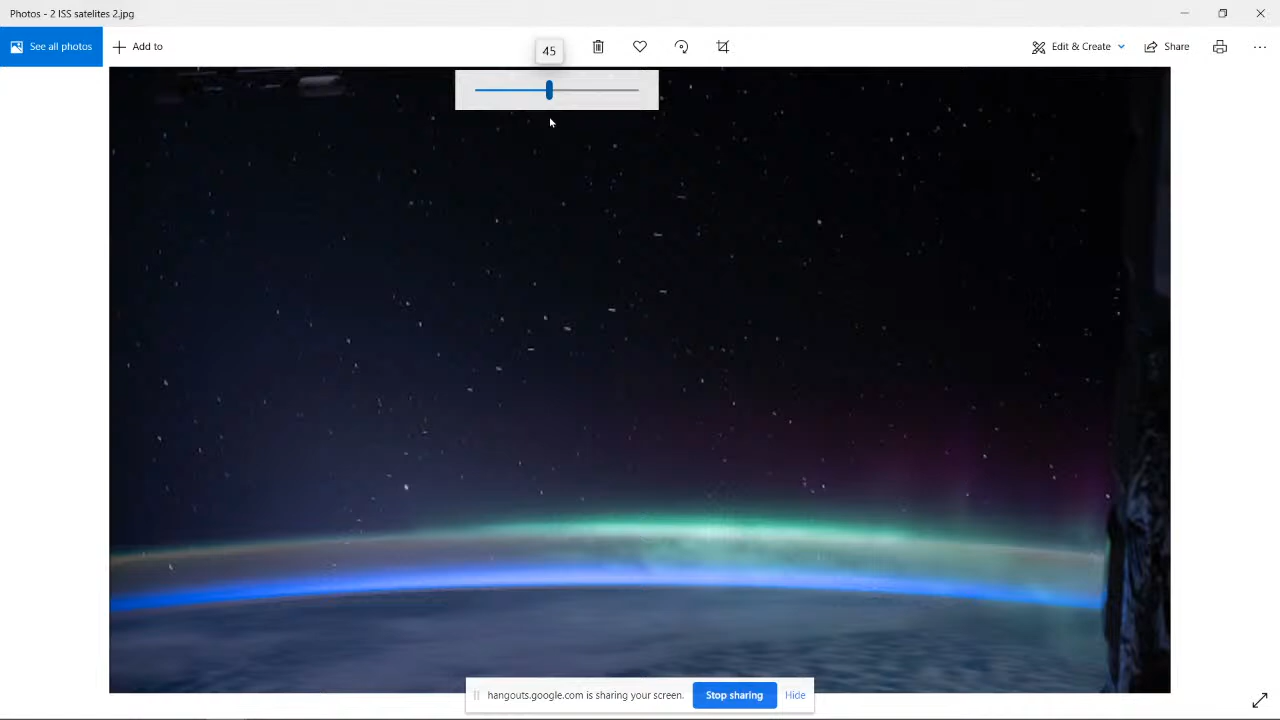 Photos - 2 ISS satelites 2.jpg
See all photos
Add to
45
Edit & Create
Share
hangouts.google.com is sharing your screen.
Stop sharing
Hide